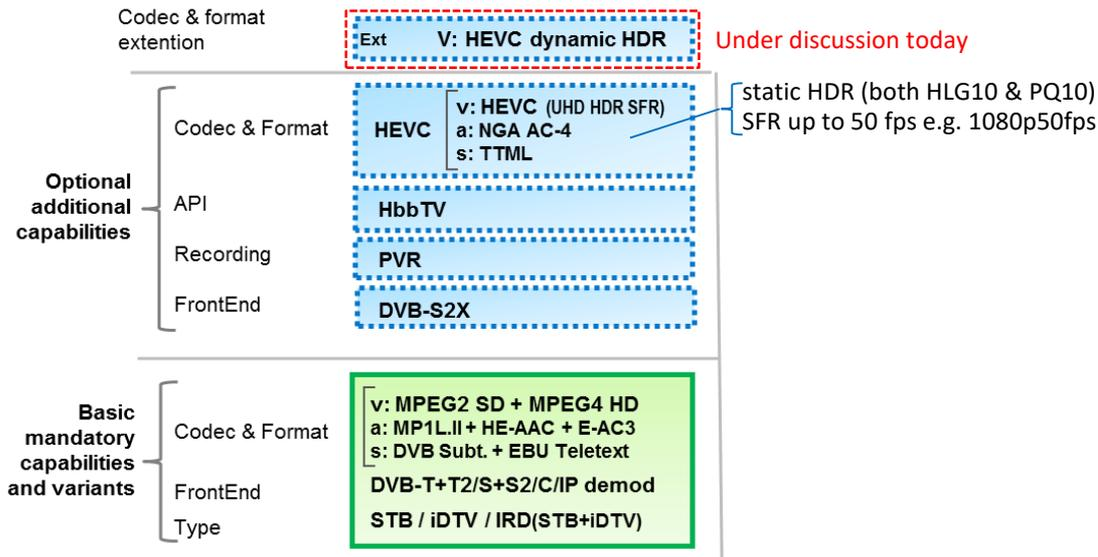 Codec & format
extention
Ext V: HEVC dynamic HDR
Under discussion today
Optional
additional
capabilities
Codec & Format
HEVC
v: HEVC (UHD HDR SFR)
a: NGA AC-4
s: TTML
static HDR (both HLG10 & PQ10)
SFR up to 50 fps e.g. 1080p50fps
API
HbbTV
Recording
PVR
FrontEnd
DVB-S2X
Basic
mandatory
capabilities
and variants
Codec & Format
v: MPEG2 SD + MPEG4 HD
a: MP1L.II + HE-AAC + E-AC3
s: DVB Subt. + EBU Teletext
FrontEnd
DVB-T+T2/S+S2/C/IP demod
Type
STB / iDTV / IRD(STB+iDTV)